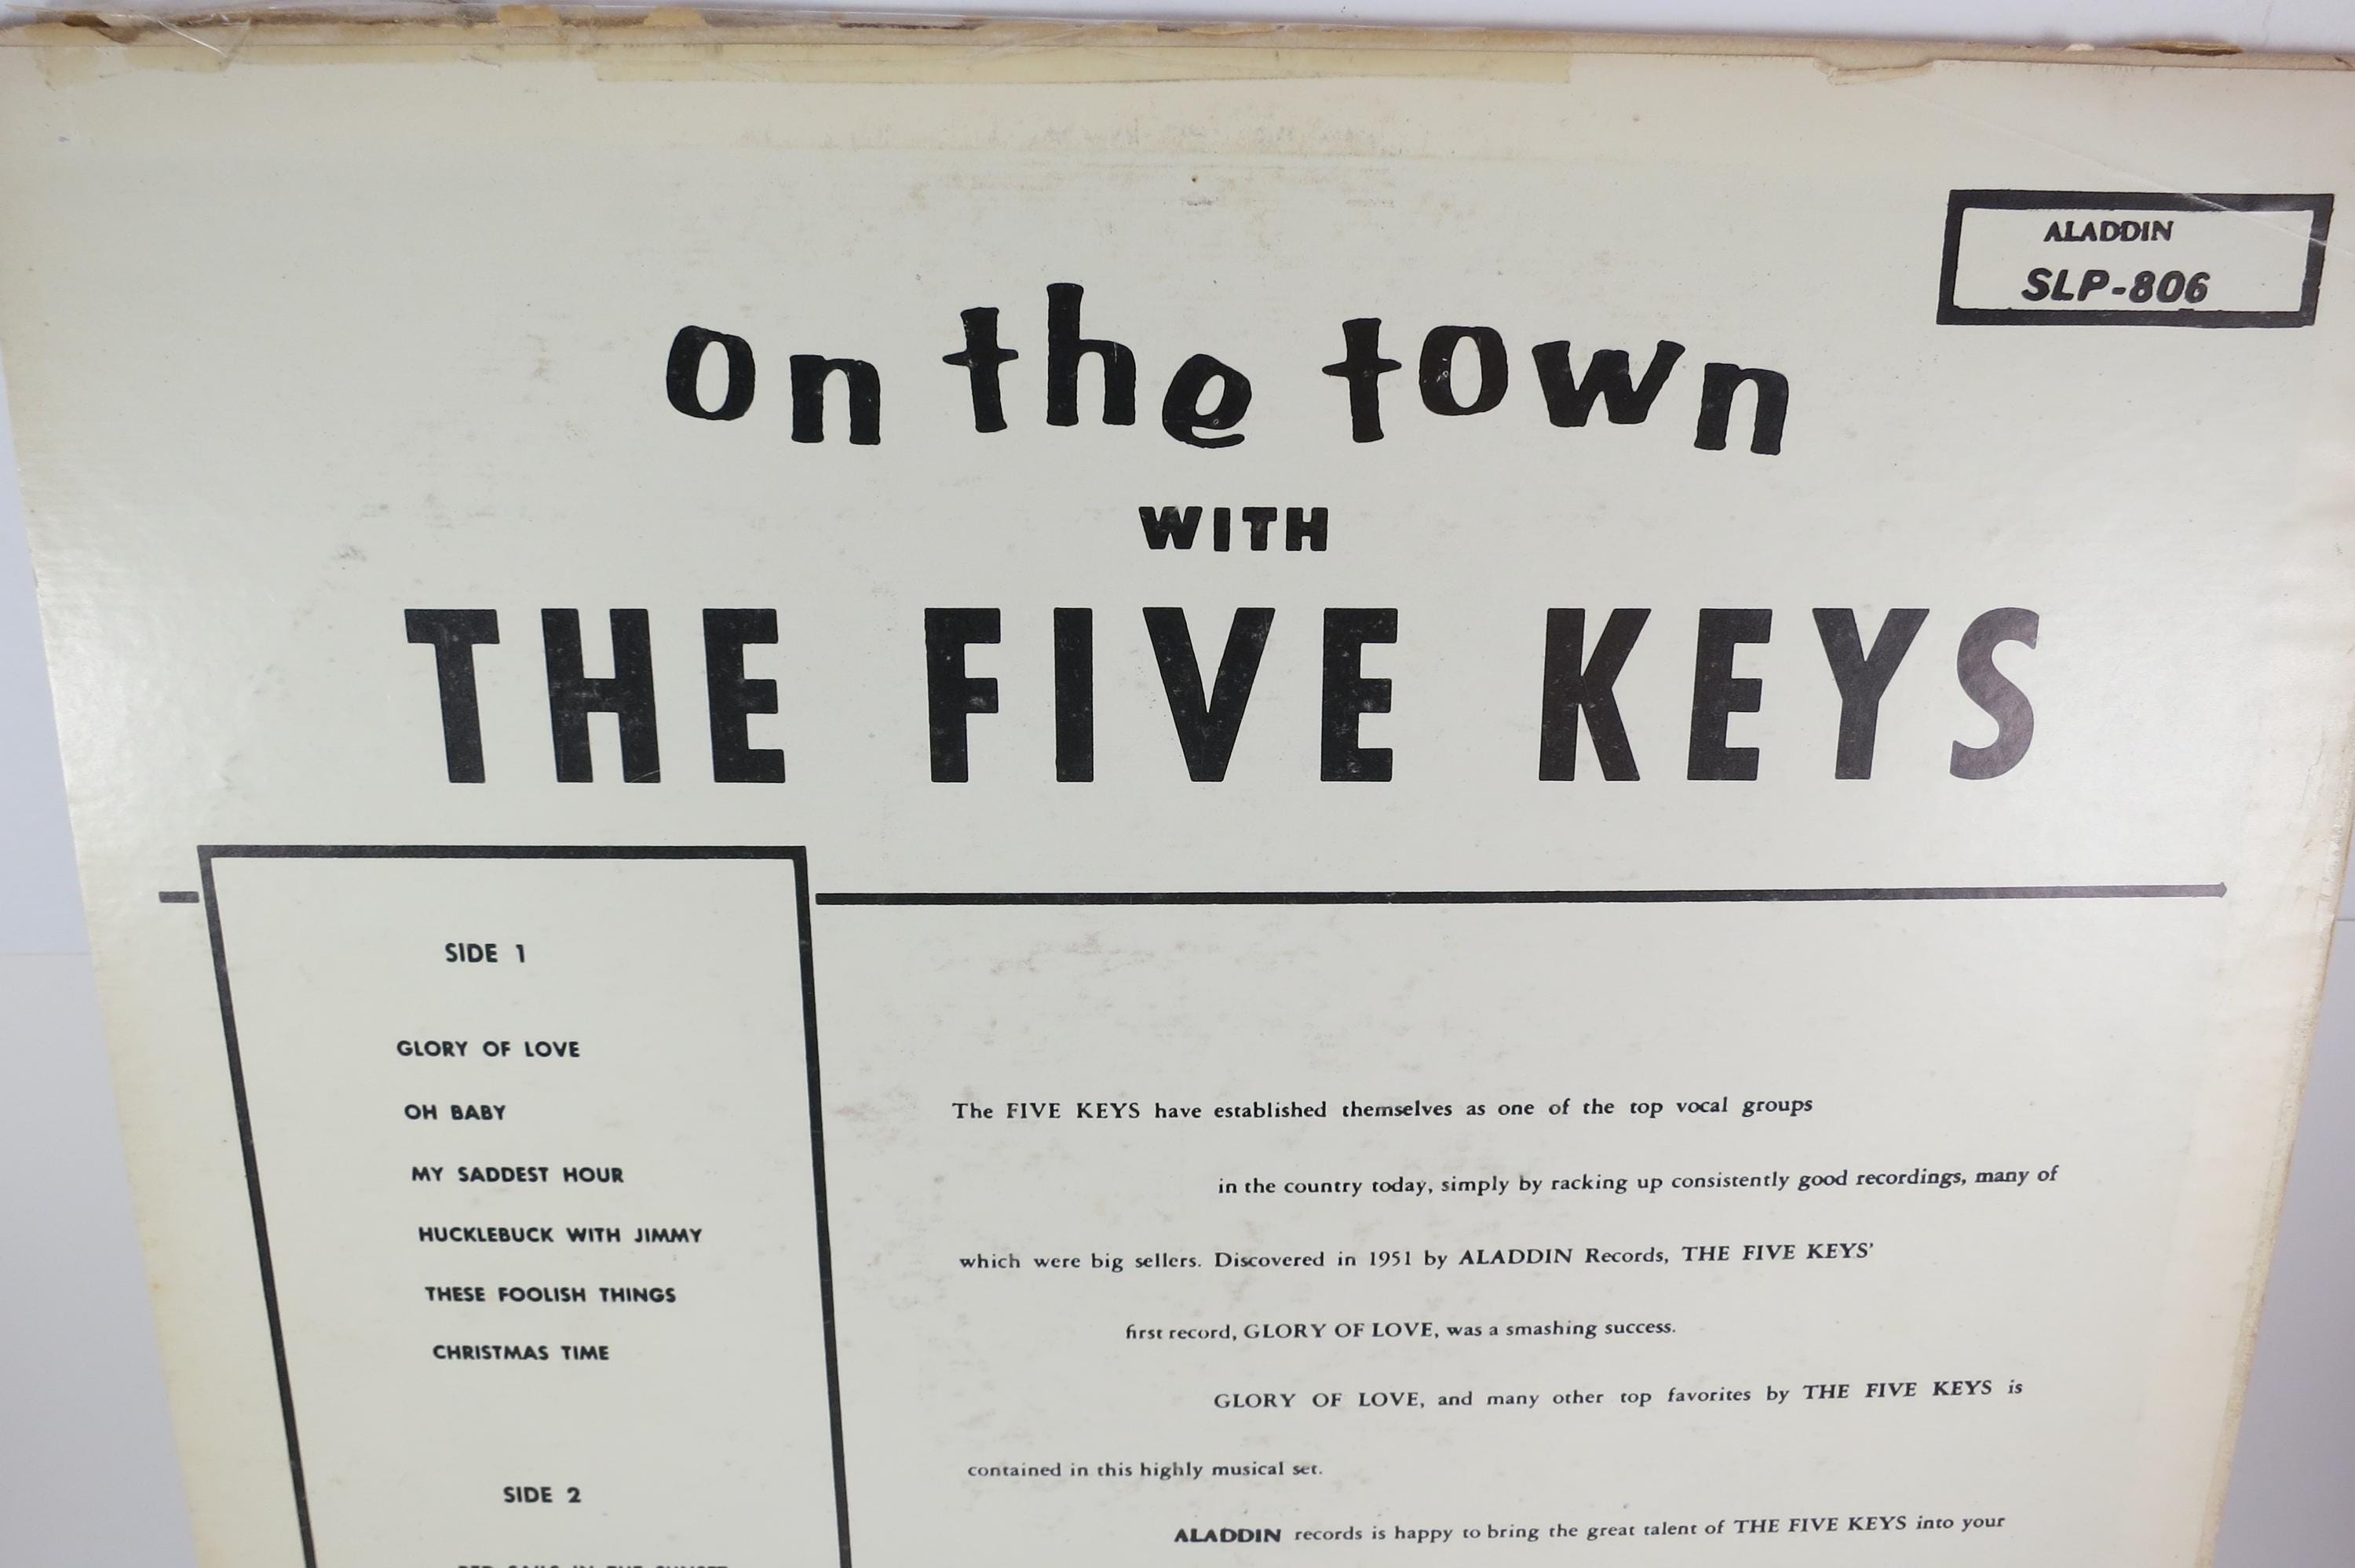 ALADDIN
SLP-806
on the town
WITH
THE FIVE KEYS
SIDE 1
GLORY OF LOVE
OH BABY
MY SADDEST HOUR
HUCKLEBUCK WITH JIMMY
THESE FOOLISH THINGS
CHRISTMAS TIME
SIDE 2
RED SAILS IN THE SUNSET
The FIVE KEYS have established themselves as one of the top vocal groups
in the country today, simply by racking up consistently good recordings, many of
which were big sellers. Discovered in 1951 by ALADDIN Records, THE FIVE KEYS'
first record, GLORY OF LOVE, was a smashing success.
GLORY OF LOVE, and many other top favorites by THE FIVE KEYS is
contained in this highly musical set.
ALADDIN records is happy to bring the great talent of THE FIVE KEYS into your